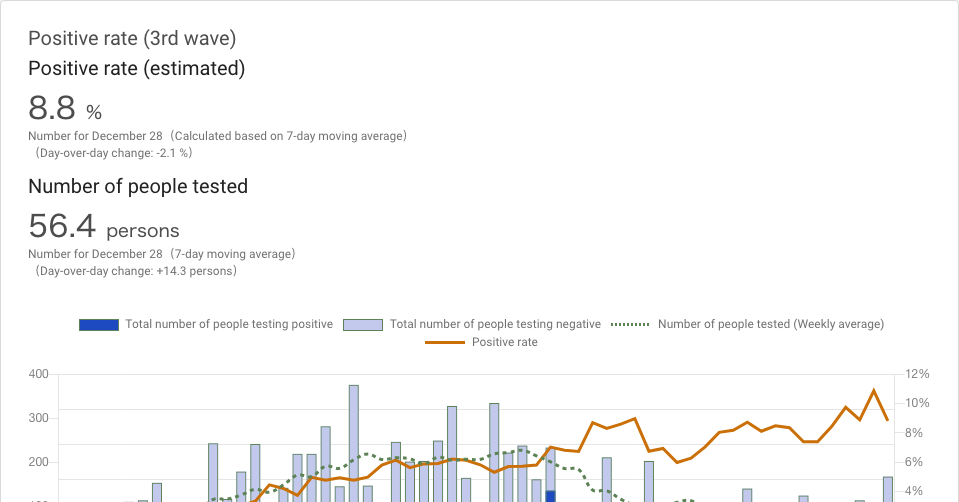 Positive rate (3rd wave)
Positive rate (estimated)
8.8 %
Number for December 28（Calculated based on 7-day moving average）
（Day-over-day change: -2.1 %）
Number of people tested
56.4 persons
Number for December 28（7-day moving average）
（Day-over-day change: +14.3 persons）
Total number of people testing positive Total number of people testing negative Number of people tested (Weekly average)
Positive rate
400 12%
300 10%
8%
200 6%
4%